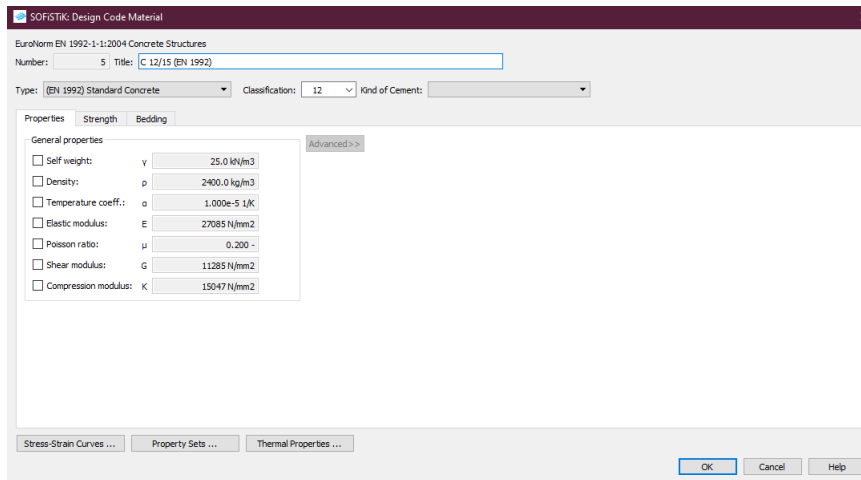 SOFiSTiK: Design Code Material
EuroNorm EN 1992-1-1:2004 Concrete Structures
Number: 5 Title: C 12/15 (EN 1992)
Type: (EN 1992) Standard Concrete Classification: 12 Kind of Cement:
Properties Strength Bedding
General properties Advanced>>
Self weight: γ 25.0 kN/m3
Density: ρ 2400.0 kg/m3
Temperature coeff.: α 1.000e-5 1/K
Elastic modulus: E 27085 N/mm2
Poisson ratio: μ 0.200 -
Shear modulus: G 11285 N/mm2
Compression modulus: K 15047 N/mm2
Stress-Strain Curves ... Property Sets ... Thermal Properties ...
OK Cancel Help